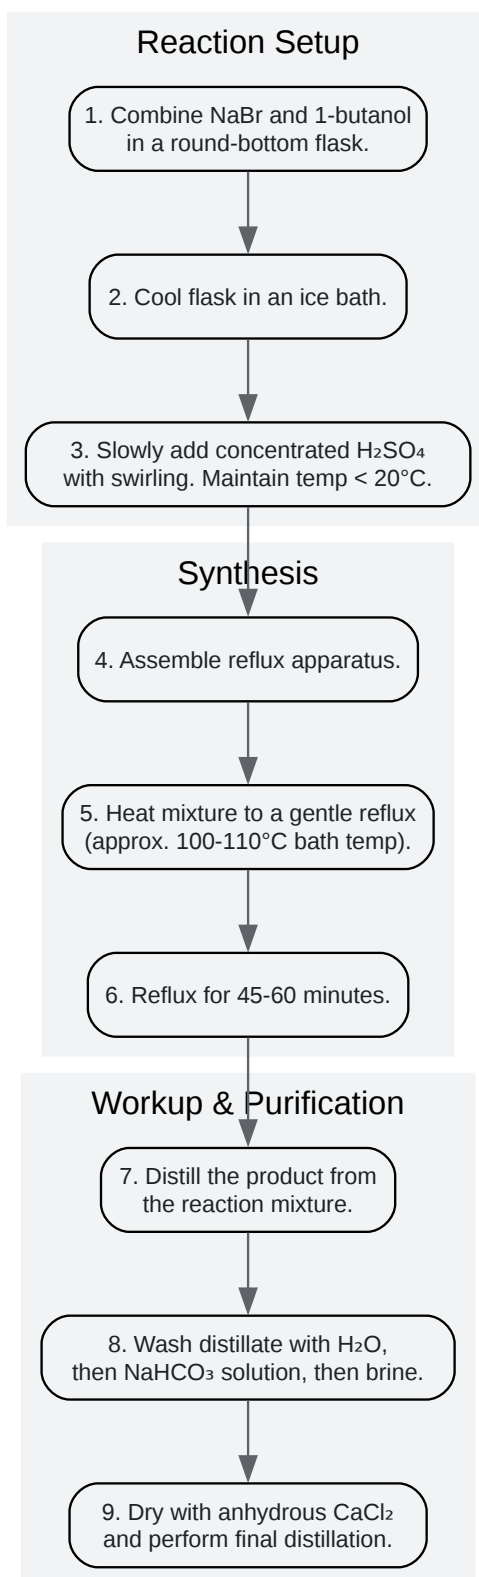 Reaction Setup
1. Combine NaBr and 1-butanol
in a round-bottom flask.
2. Cool flask in an ice bath.
3. Slowly add concentrated H₂SO₄
with swirling. Maintain temp < 20°C.
Synthesis
4. Assemble reflux apparatus.
5. Heat mixture to a gentle reflux
(approx. 100-110°C bath temp).
6. Reflux for 45-60 minutes.
Workup & Purification
7. Distill the product from
the reaction mixture.
8. Wash distillate with H₂O,
then NaHCO₃ solution, then brine.
9. Dry with anhydrous CaCl₂
and perform final distillation.